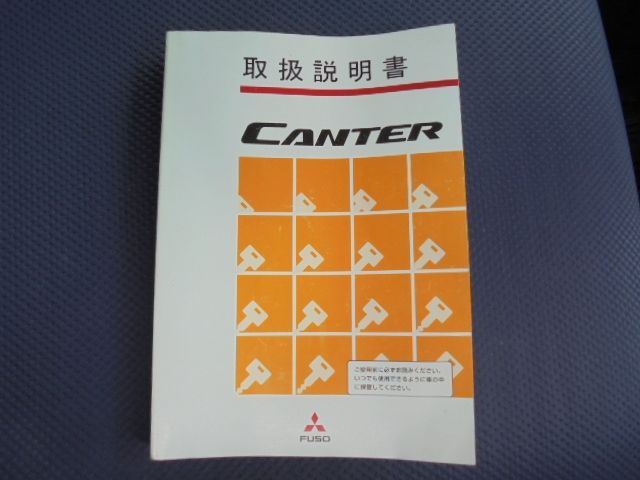 取扱説明書
CANTER
ご使用前に必ずお読みください。
いつでも使用できるように車の中
に保管してください。
FUSO